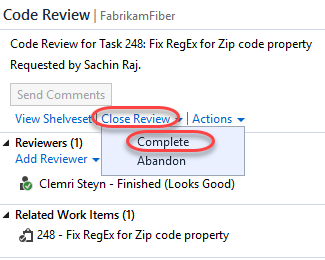 Code Review | FabrikamFiber
Code Review for Task 248: Fix RegEx for Zip code property
Requested by Sachin Raj.
Send Comments
View Shelveset | Close Review | Actions
Complete
Abandon
Reviewers (1)
Add Reviewer
Clemri Steyn - Finished (Looks Good)
Related Work Items (1)
248 - Fix RegEx for Zip code property